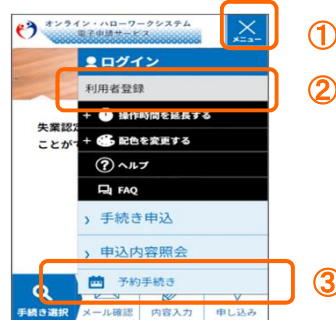 オンライン・ハローワークシステム
電子申請サービス
メニュー
①
ログイン
利用者登録
②
+ 操作時間を延長する
失業認定
+ 配色を変更する
ことが
? ヘルプ
FAQ
› 手続き申込
› 申込内容照会
予約手続き
③
手続き選択
メール確認
内容入力
申し込み